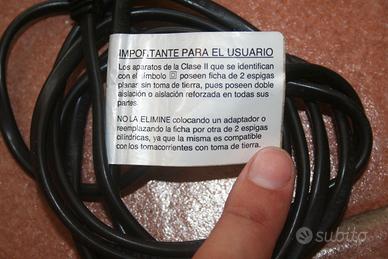 IMPORTANTE PARA EL USUARIO
Los aparatos de la Clase II que se identifican
con el símbolo poseen ficha de 2 espigas
planar sin toma de tierra, pues poseen doble
aislación o aislación reforzada en todas sus
partes.
NO LA ELIMINE colocando un adaptador o
reemplazando la ficha por otra de 2 espigas
cilíndricas, ya que la misma es compatible
con los tomacorrientes con toma de tierra.
subito